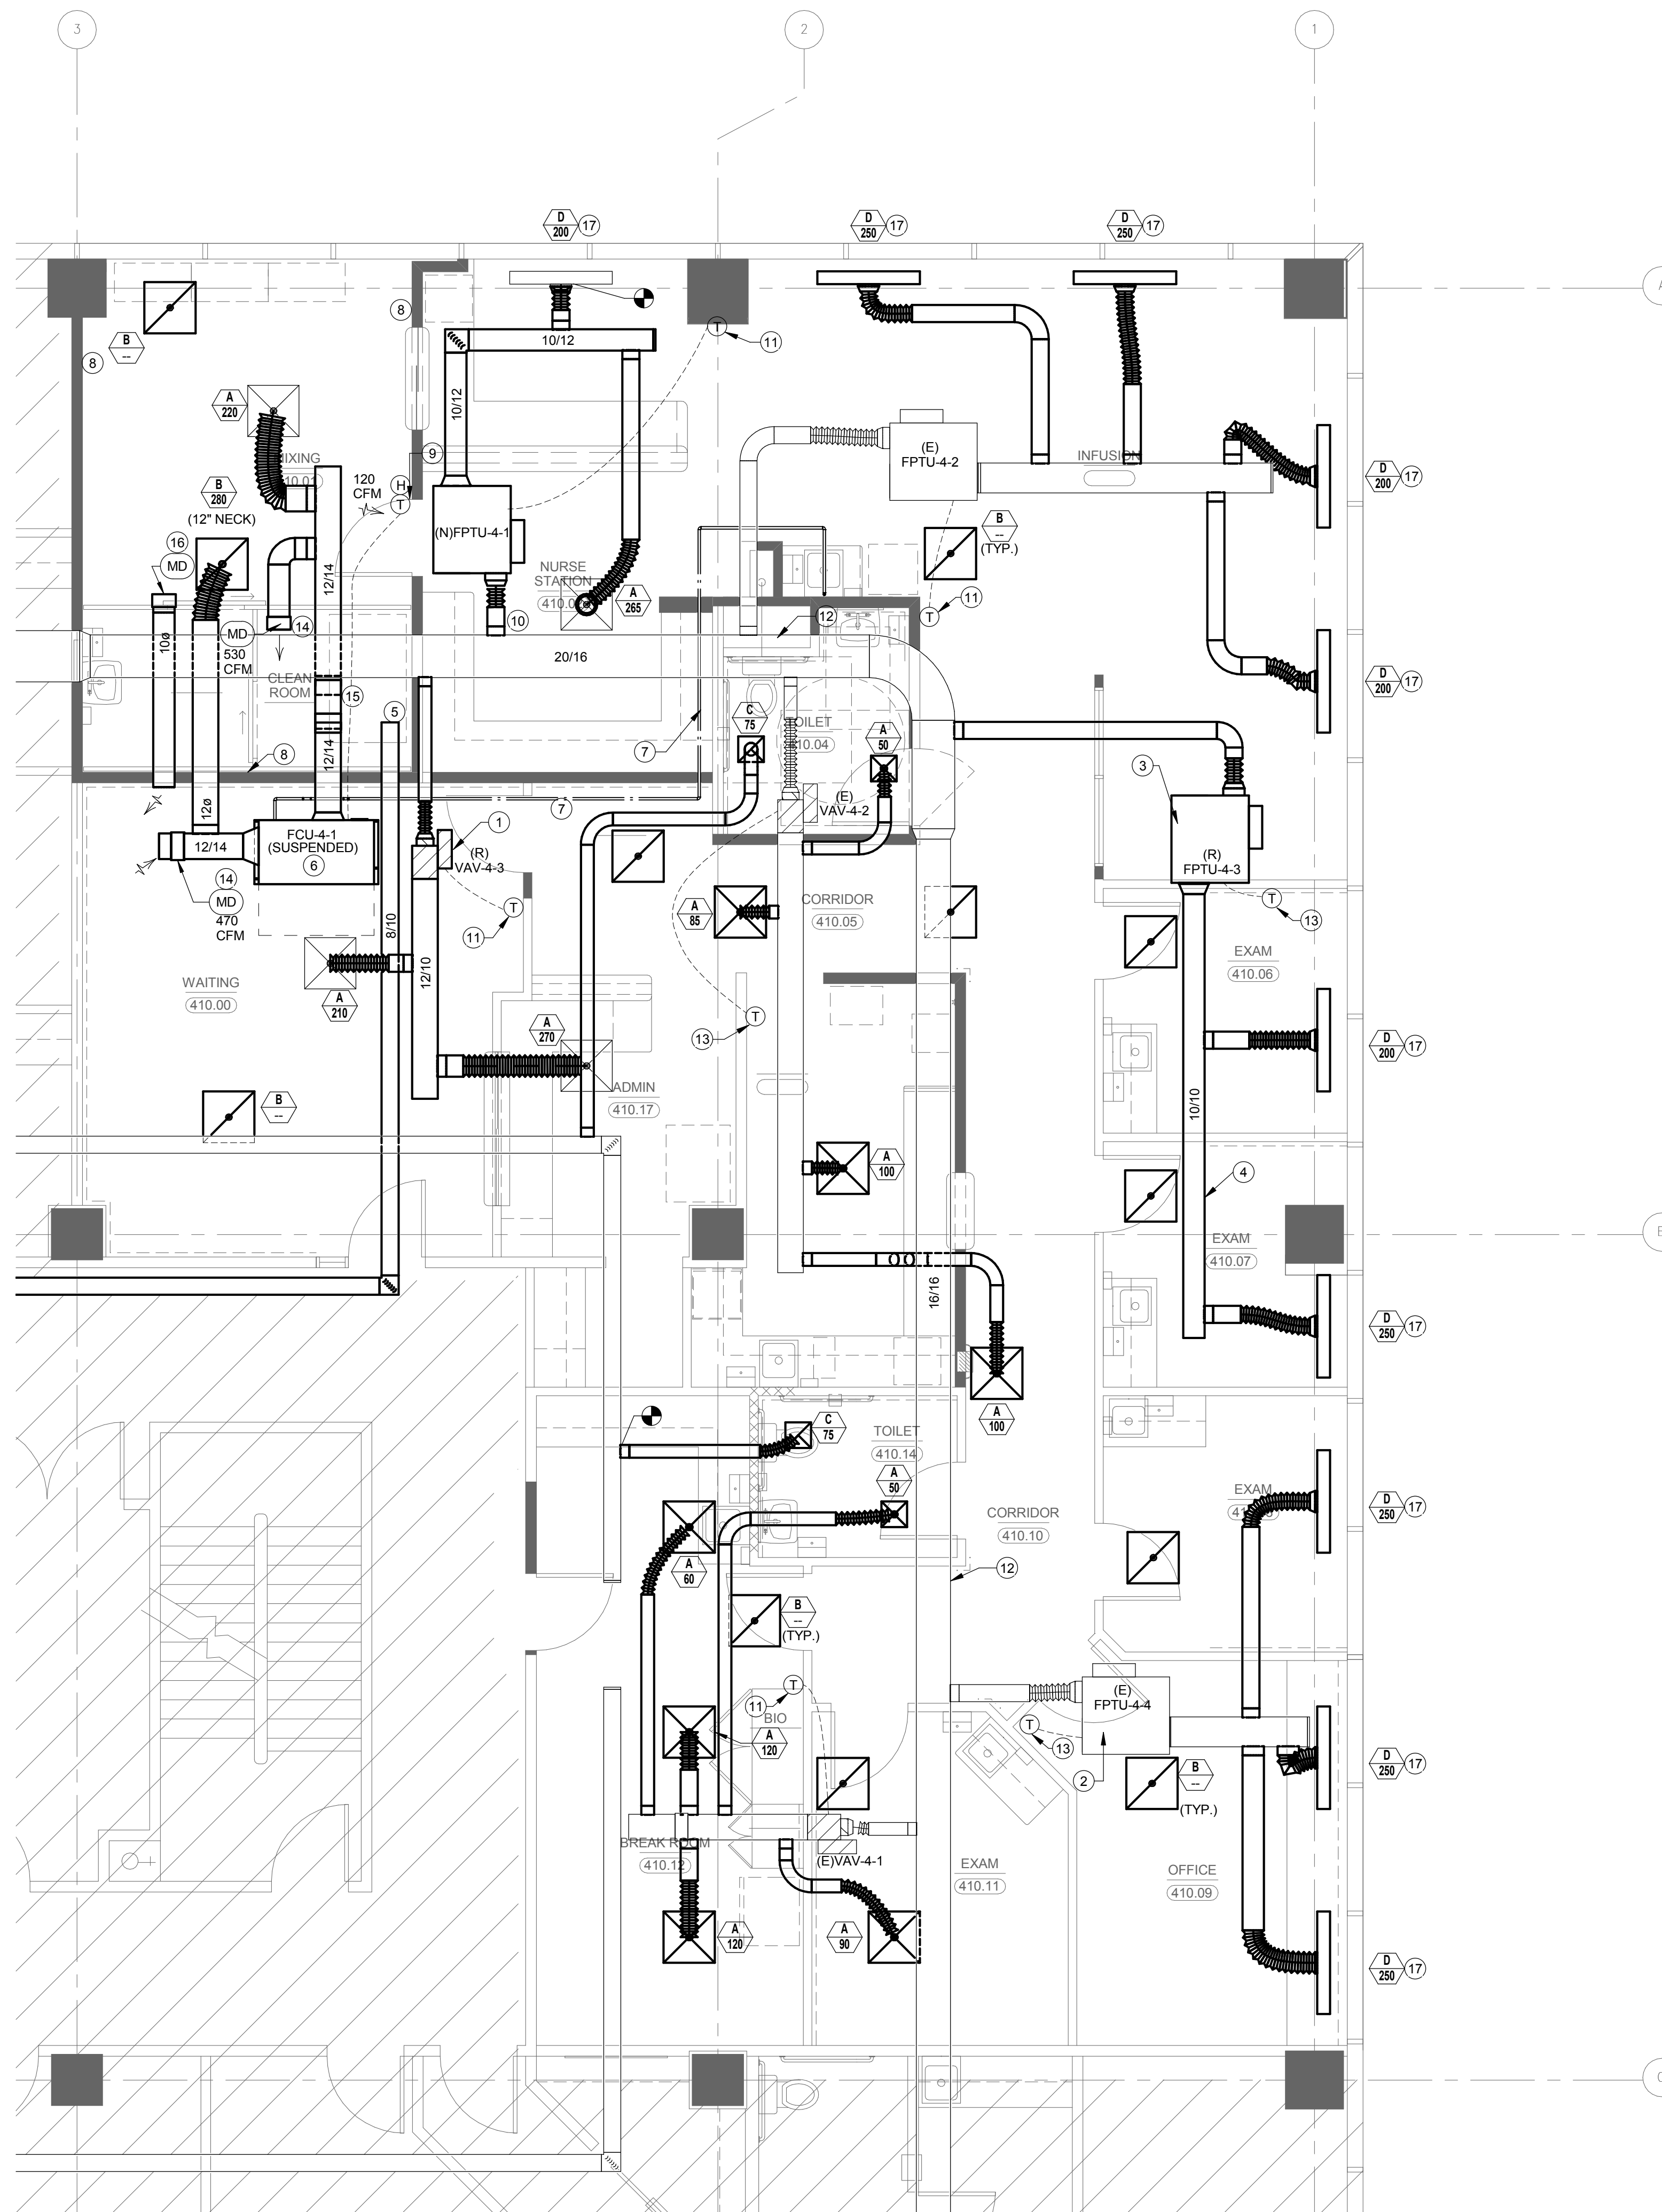 3
2
1
D
200
17
D
250
17
D
250
17
8
11
B
--
8
10/12
A
220
10/12
MIXING
9
120
CFM
H
T
B
280
(12" NECK)
16
MD
(N)FPTU-4-1
12/14
(E)
FPTU-4-2
INFUSION
D
200
17
B
--
(TYP.)
T
11
T
NURSE
STATION
A
265
10
12
10ø
MD
14
530
CFM
CLEAN
ROOM
20/16
15
5
D
200
17
C
75
7
TOILET
410.04
A
50
3
8
12/14
12ø
7
(E)
VAV-4-2
FCU-4-1
(SUSPENDED)
6
12/14
1
(R)
VAV-4-3
(R)
FPTU-4-3
14
MD
470
CFM
8/10
12/10
T
11
A
85
CORRIDOR
410.05
T
13
EXAM
410.06
WAITING
410.00
A
210
A
270
T
13
D
200
17
ADMIN
410.17
B
--
10/10
A
100
4
EXAM
410.07
16/16
D
250
17
A
100
C
75
TOILET
410.14
A
50
EXAM
D
250
17
CORRIDOR
410.10
A
60
12
B
--
(TYP.)
T
11
BIO
A
120
(E)
FPTU-4-4
T
13
2
B
--
(TYP.)
D
250
17
BREAK ROOM
410.12
(E)VAV-4-1
EXAM
410.11
OFFICE
410.09
A
120
A
90
D
250
17